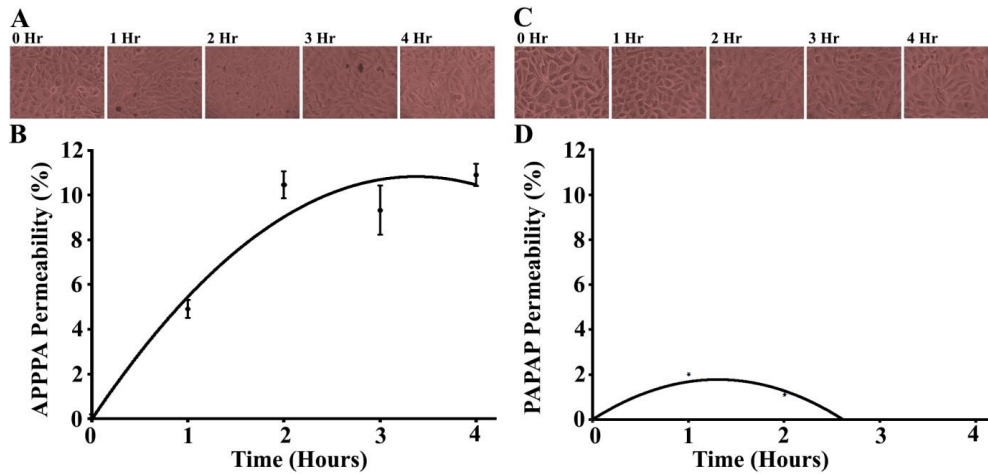 A
0 Hr 1 Hr 2 Hr 3 Hr 4 Hr
B
12
10
8
6
4
2
0
APPPA Permeability (%)
0 1 2 3 4
Time (Hours)
C
0 Hr 1 Hr 2 Hr 3 Hr 4 Hr
D
12
10
8
6
4
2
0
PAPAP Permeability (%)
0 1 2 3 4
Time (Hours)